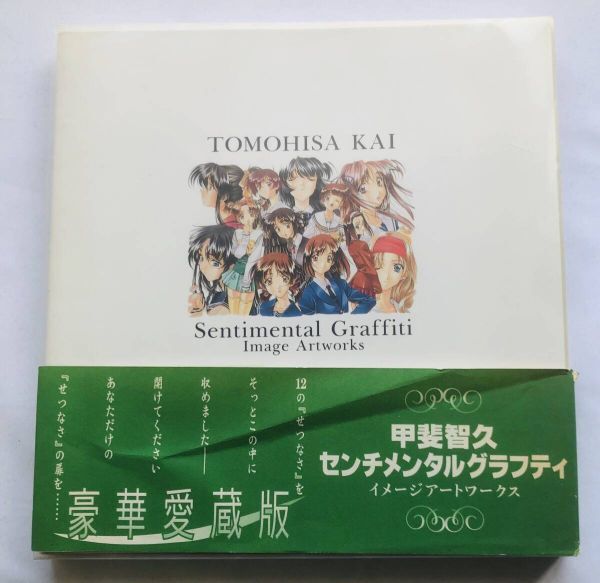 TOMOHISA KAI
Sentimental Graffiti
Image Artworks
甲斐智久
センチメンタルグラフティ
イメージアートワークス
12の『せつなさ』を
そっとこの中に
収めました――
開けてください
あなただけの
『せつなさ』の扉を……
豪華愛蔵版